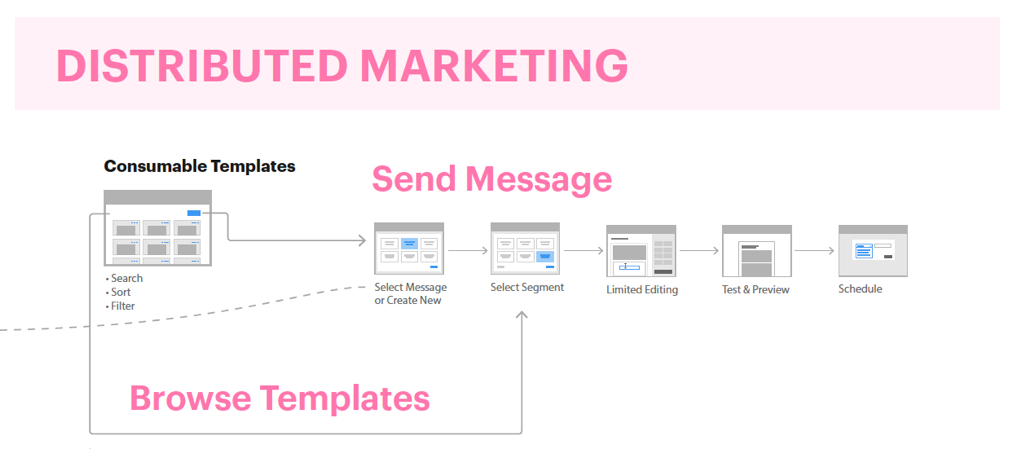 DISTRIBUTED MARKETING
Consumable Templates
• Search
• Sort
• Filter
Send Message
Select Message
or Create New
Select Segment
Limited Editing
Test & Preview
Schedule
Browse Templates